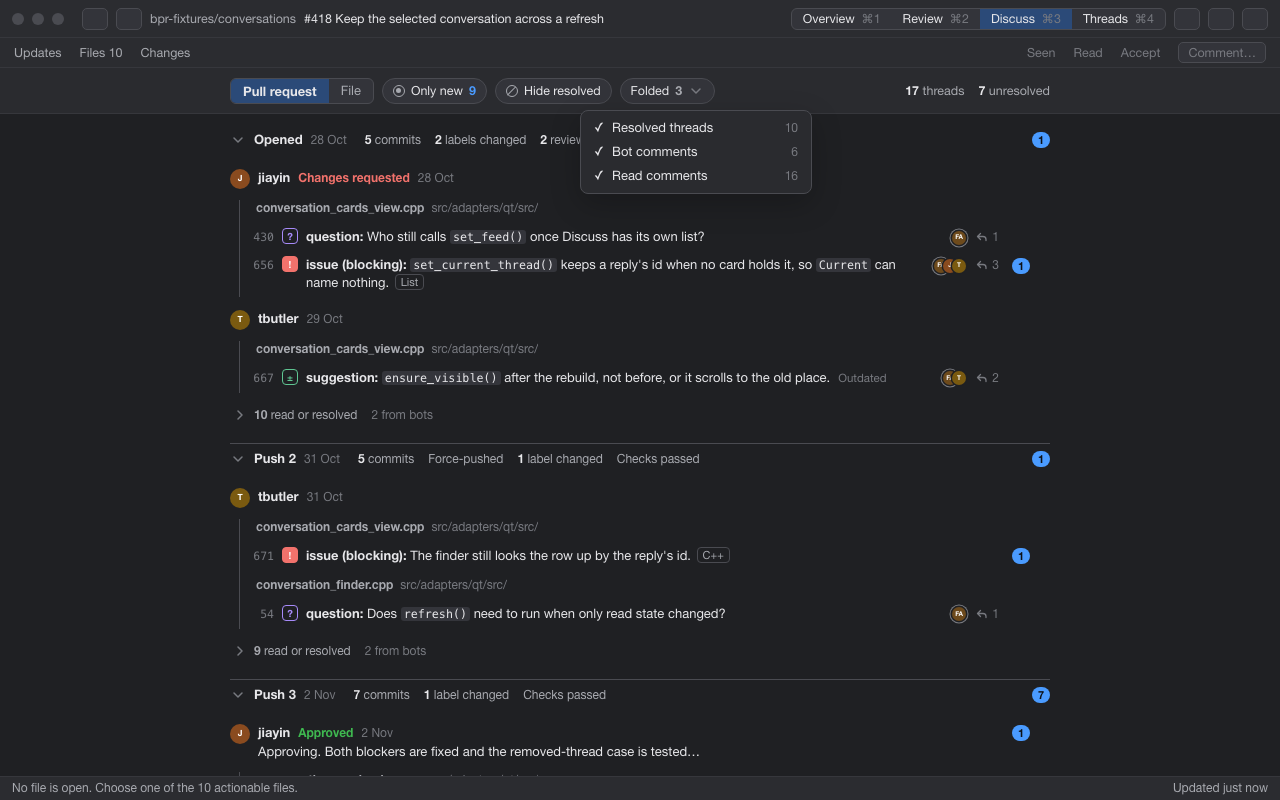 bpr-fixtures/conversations #418 Keep the selected conversation across a refresh Overview ⌘1 Review ⌘2 Discuss ⌘3 Threads ⌘4
Updates Files 10 Changes Seen Read Accept Comment…
Pull request File Only new 9 Hide resolved Folded 3 17 threads 7 unresolved
✓ Resolved threads 10
✓ Bot comments 6
✓ Read comments 16
Opened 28 Oct 5 commits 2 labels changed 2 review 1
J jiayin Changes requested 28 Oct
conversation_cards_view.cpp src/adapters/qt/src/
430 ? question: Who still calls set_feed() once Discuss has its own list? FA 1
656 ! issue (blocking): set_current_thread() keeps a reply's id when no card holds it, so Current can T 3 1
name nothing. List
T tbutler 29 Oct
conversation_cards_view.cpp src/adapters/qt/src/
667 ± suggestion: ensure_visible() after the rebuild, not before, or it scrolls to the old place. Outdated T 2
10 read or resolved 2 from bots
Push 2 31 Oct 5 commits Force-pushed 1 label changed Checks passed 1
T tbutler 31 Oct
conversation_cards_view.cpp src/adapters/qt/src/
671 ! issue (blocking): The finder still looks the row up by the reply's id. C++ 1
conversation_finder.cpp src/adapters/qt/src/
54 ? question: Does refresh() need to run when only read state changed? FA 1
9 read or resolved 2 from bots
Push 3 2 Nov 7 commits 1 label changed Checks passed 7
J jiayin Approved 2 Nov 1
Approving. Both blockers are fixed and the removed-thread case is tested…
No file is open. Choose one of the 10 actionable files. Updated just now